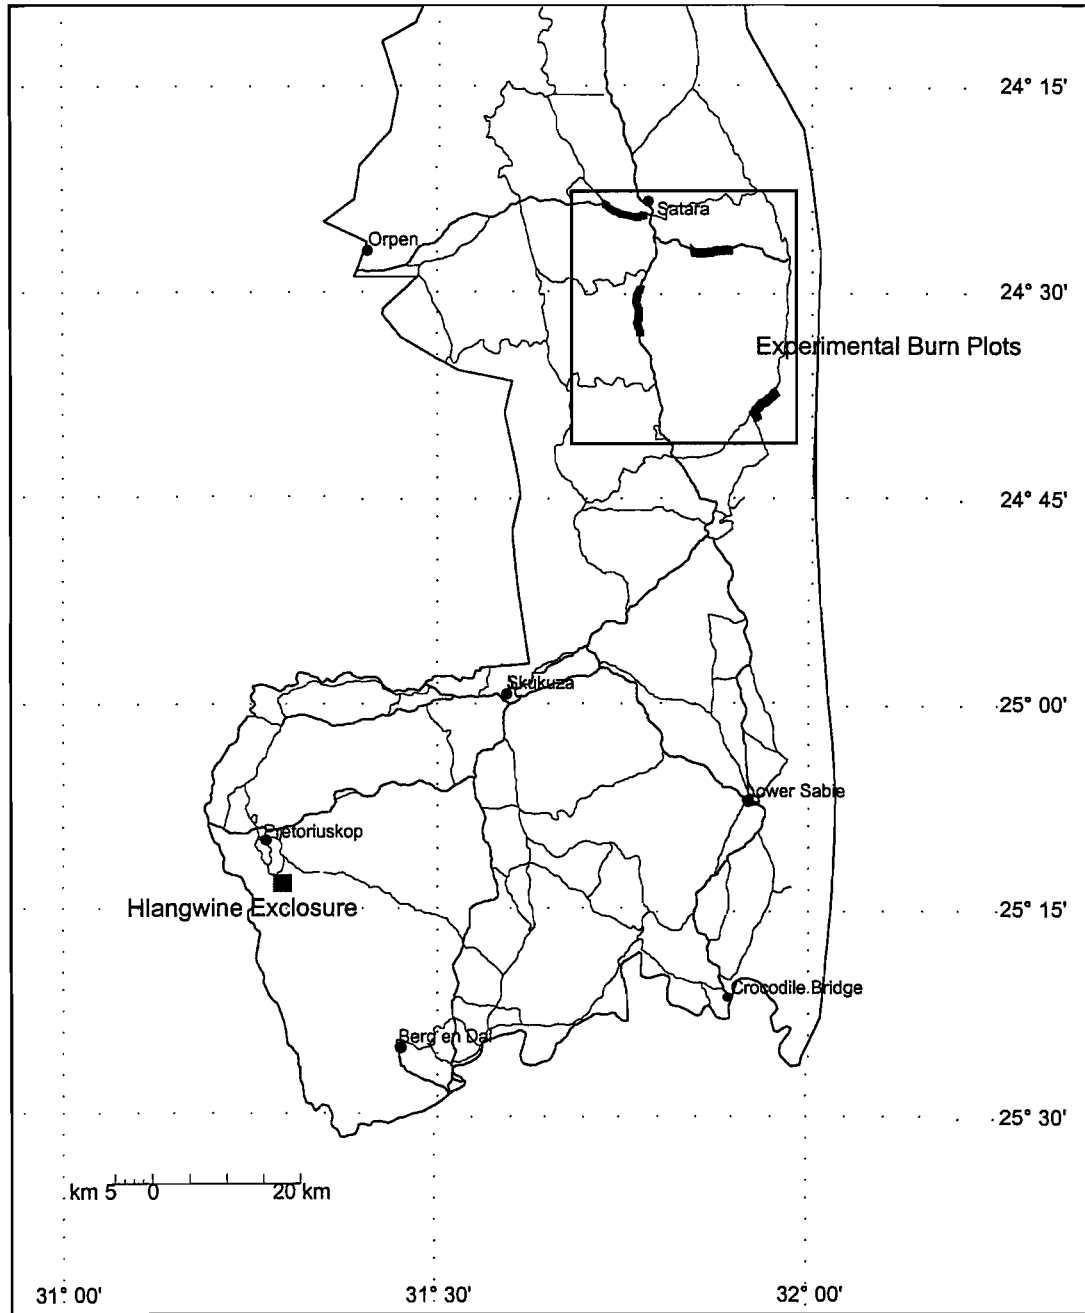 24° 15'
Satara
Orpen
24° 30'
Experimental Burn Plots
24° 45'
Skukuza
25° 00'
Lower Sabie
Pretoriuskop
Hlangwine Exclosure
25° 15'
Crocodile Bridge
Berg en Dal
25° 30'
km 5 0 20 km
31° 00' 31° 30' 32° 00'